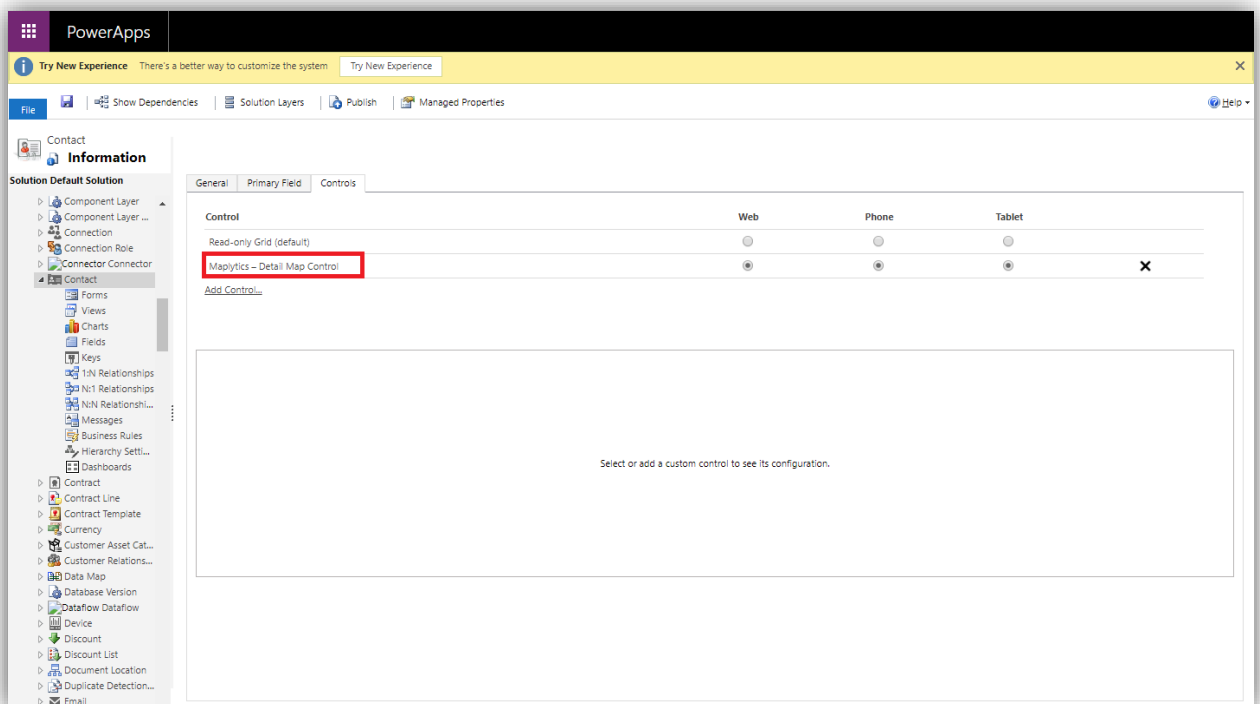 PowerApps
Try New Experience There's a better way to customize the system Try New Experience
File Show Dependencies Solution Layers Publish Managed Properties Help
Contact
Information
Solution Default Solution
Component Layer
Component Layer ...
Connection
Connection Role
Connector Connector
Contact
Forms
Views
Charts
Fields
Keys
1:N Relationships
N:1 Relationships
N:N Relationshi...
Messages
Business Rules
Hierarchy Setti...
Dashboards
Contract
Contract Line
Contract Template
Currency
Customer Asset Cat...
Customer Relations...
Data Map
Database Version
Dataflow Dataflow
Device
Discount
Discount List
Document Location
Duplicate Detection...
Email
General Primary Field Controls
Control Web Phone Tablet
Read-only Grid (default)
Maplytics – Detail Map Control
Add Control...
Select or add a custom control to see its configuration.